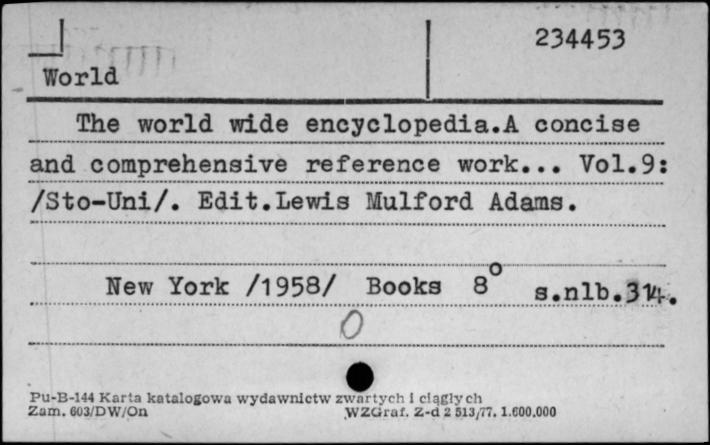 234453
World
The world wide encyclopedia.A concise
and comprehensive reference work... Vol.9:
/Sto-Uni/. Edit.Lewis Mulford Adams.
New York /1958/ Books 8° s.nlb.314.
0
Pu-B-144 Karta katalogowa wydawnictw zwartych i ciągłych
Zam. 603/DW/On WZGraf. Z-d 2 513/77. 1.600.000